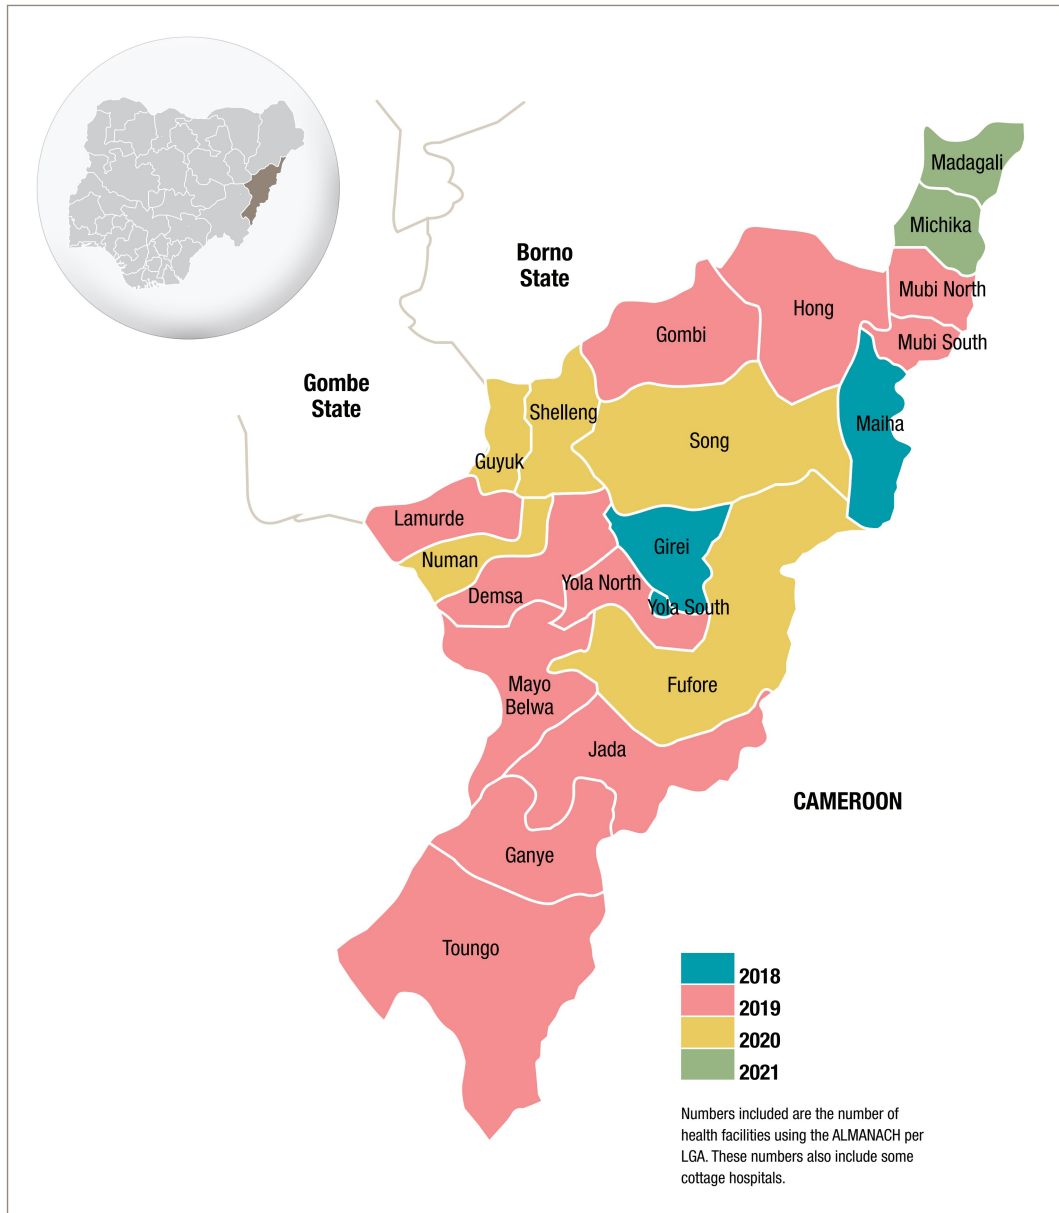 Madagali
Michika
Borno
State
Mubi North
Hong
Gombi
Mubi South
Gombe
State
Shelleng
Maiha
Song
Guyuk
Lamurde
Girei
Numan
Yola North
Demsa
Yola South
Mayo
Belwa
Fufore
Jada
CAMEROON
Ganye
Toungo
2018
2019
2020
2021
Numbers included are the number of
health facilities using the ALMANACH per
LGA. These numbers also include some
cottage hospitals.